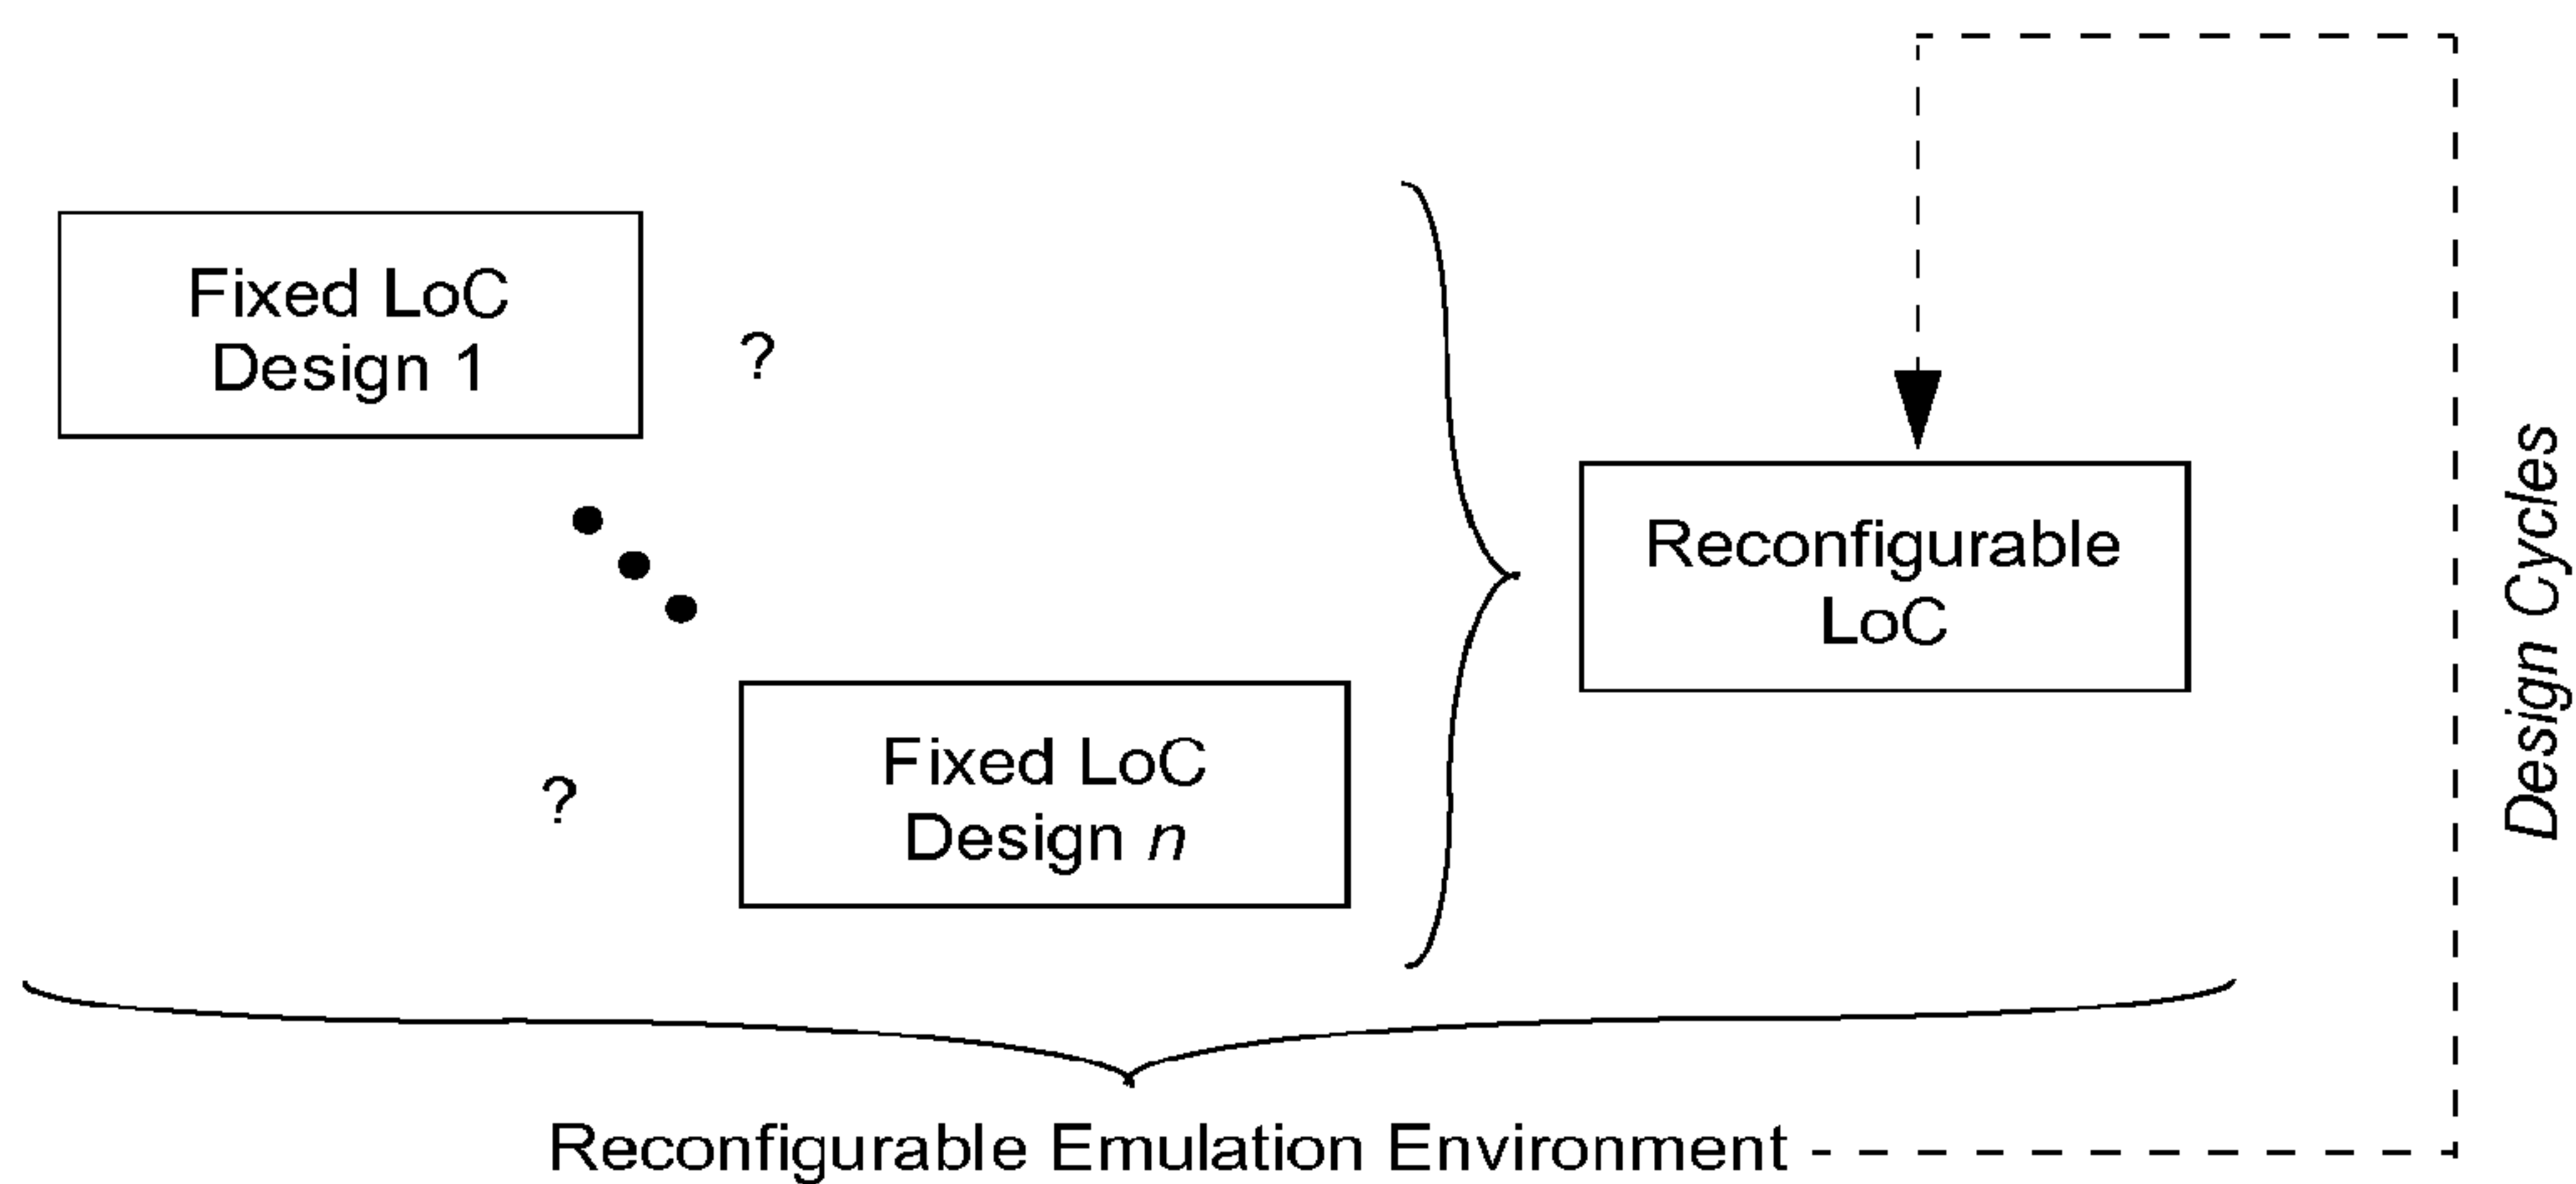 Fixed LoC
Design 1
?
Reconfigurable
LoC
?
Fixed LoC
Design n
Design Cycles
Reconfigurable Emulation Environment